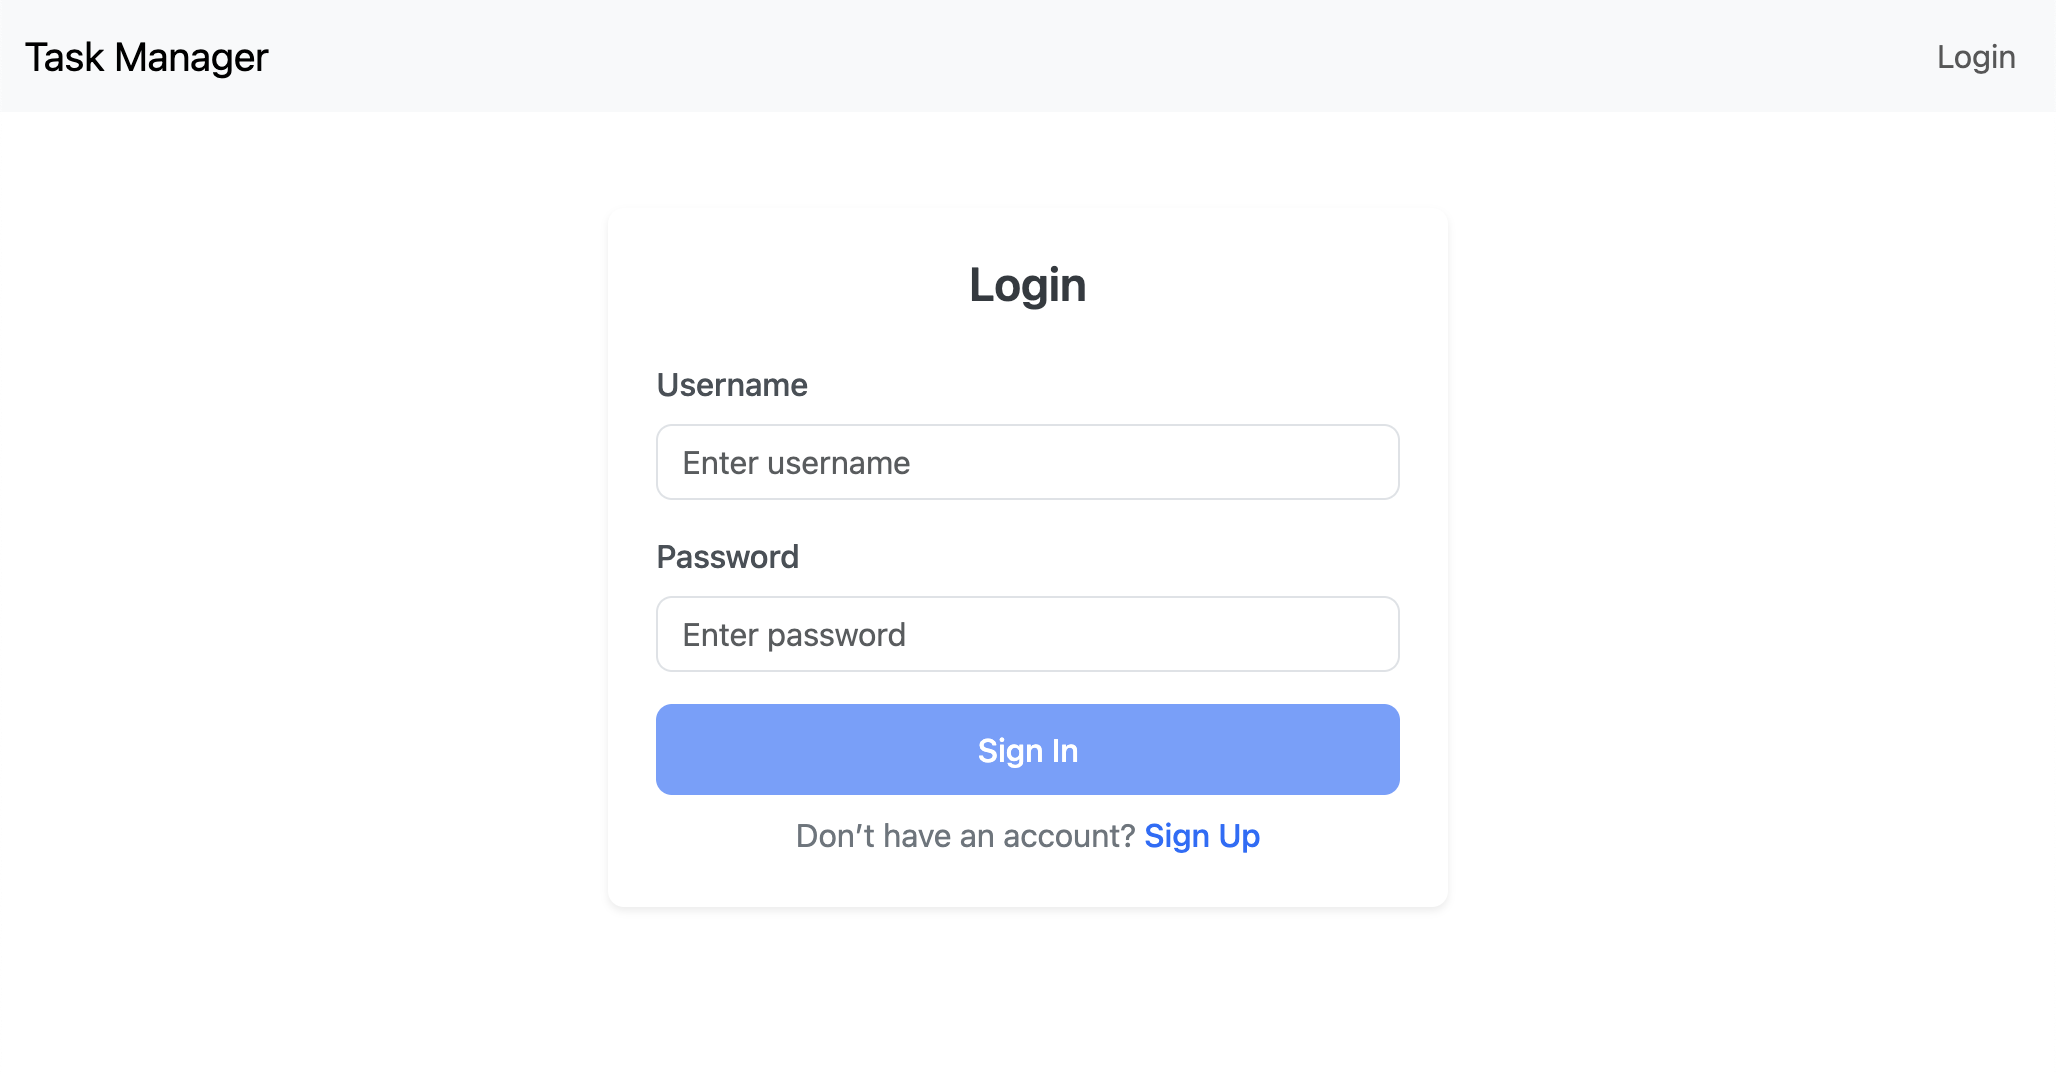 Task Manager
Login
Login
Username
Enter username
Password
Enter password
Sign In
Don’t have an account? Sign Up